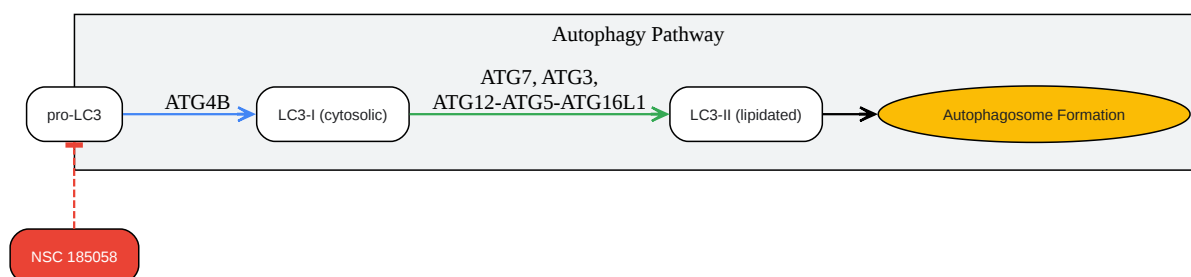 Autophagy Pathway
ATG7, ATG3,
ATG12-ATG5-ATG16L1
ATG4B
pro-LC3
LC3-I (cytosolic)
LC3-II (lipidated)
Autophagosome Formation
NSC 185058